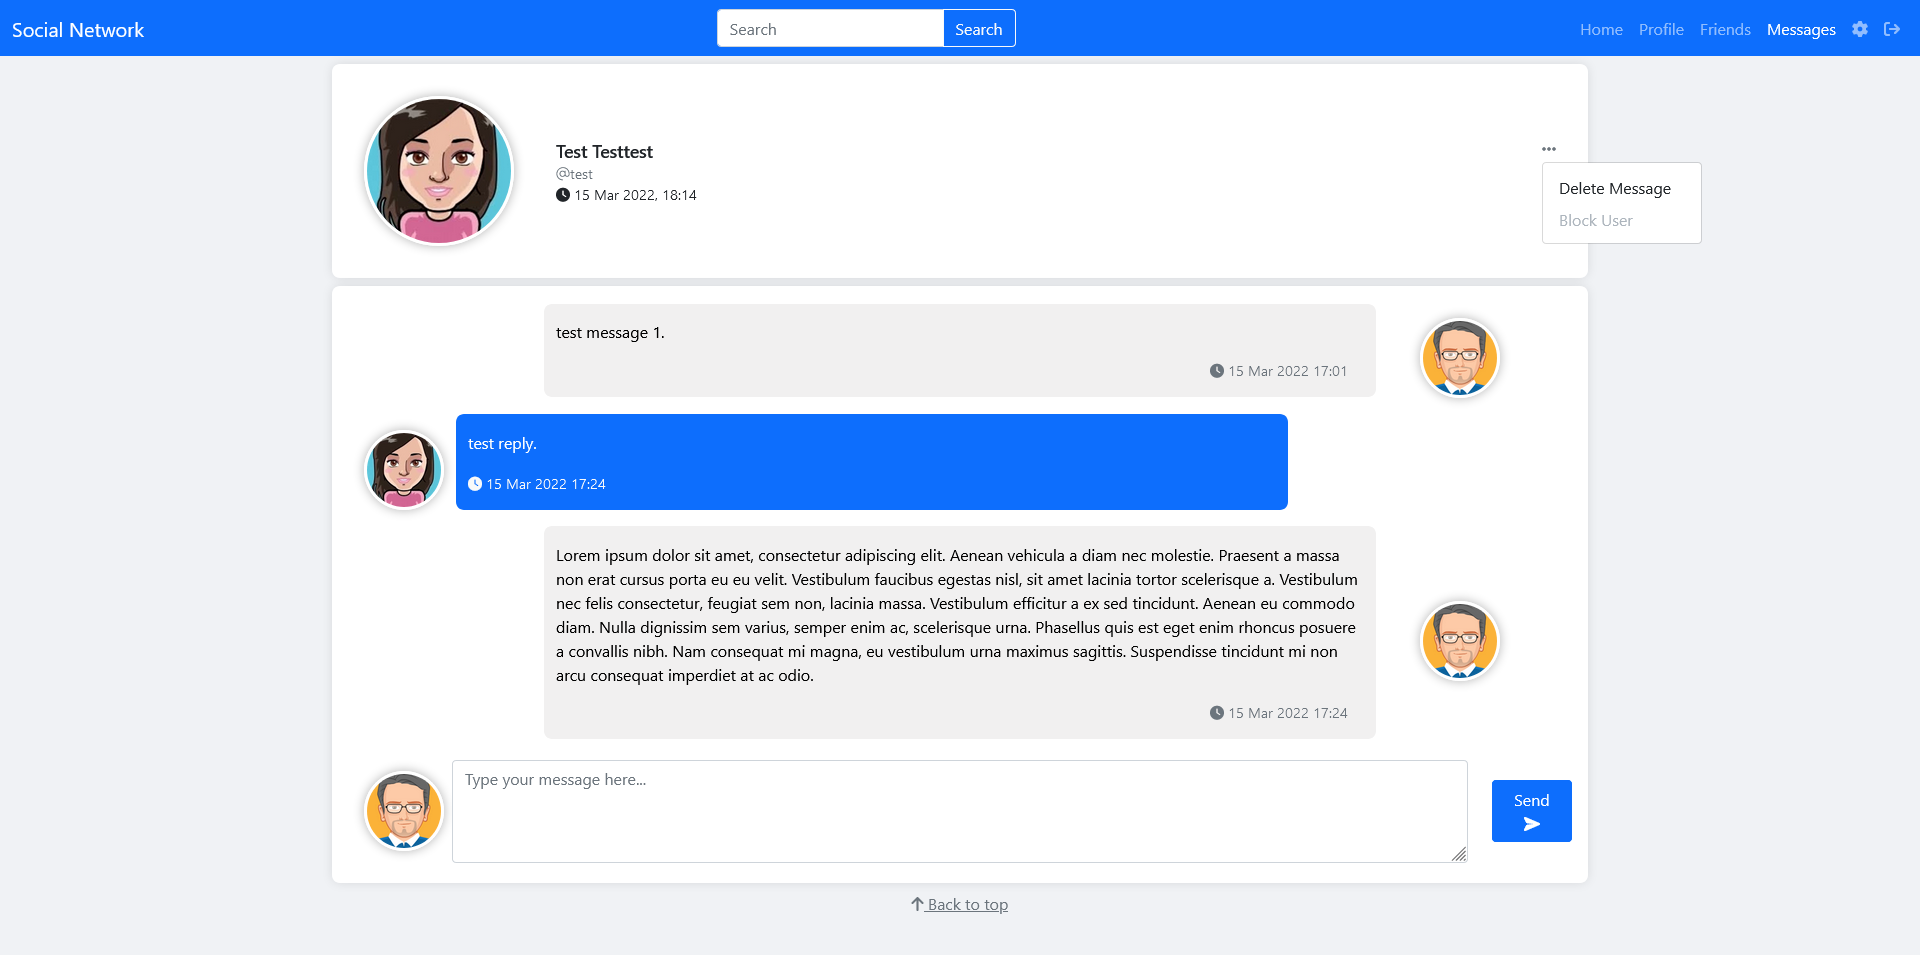 Social Network
Search
Search
Home
Profile
Friends
Messages
Test Testtest
@test
15 Mar 2022, 18:14
Delete Message
Block User
test message 1.
15 Mar 2022 17:01
test reply.
15 Mar 2022 17:24
Lorem ipsum dolor sit amet, consectetur adipiscing elit. Aenean vehicula a diam nec molestie. Praesent a massa
non erat cursus porta eu eu velit. Vestibulum faucibus egestas nisl, sit amet lacinia tortor scelerisque a. Vestibulum
nec felis consectetur, feugiat sem non, lacinia massa. Vestibulum efficitur a ex sed tincidunt. Aenean eu commodo
diam. Nulla dignissim sem varius, semper enim ac, scelerisque urna. Phasellus quis est eget enim rhoncus posuere
a convallis nibh. Nam consequat mi magna, eu vestibulum urna maximus sagittis. Suspendisse tincidunt mi non
arcu consequat imperdiet at ac odio.
15 Mar 2022 17:24
Type your message here...
Send
Back to top